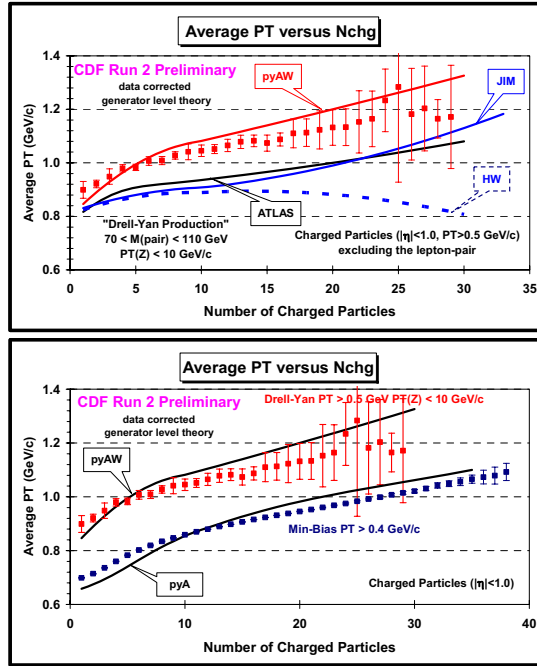 Average PT versus Nchg
CDF Run 2 Preliminary
data corrected
generator level theory
pyAW
JIM
HW
ATLAS
"Drell-Yan Production"
70 < M(pair) < 110 GeV
PT(Z) < 10 GeV/c
Charged Particles (|η|<1.0, PT>0.5 GeV/c)
excluding the lepton-pair
Average PT (GeV/c)
1.4
1.2
1.0
0.8
0.6
0 5 10 15 20 25 30 35
Number of Charged Particles
Average PT versus Nchg
CDF Run 2 Preliminary
data corrected
generator level theory
Drell-Yan PT > 0.5 GeV PT(Z) < 10 GeV/c
pyAW
Min-Bias PT > 0.4 GeV/c
pyA
Charged Particles (|η|<1.0)
Average PT (GeV/c)
1.4
1.2
1.0
0.8
0.6
0 10 20 30 40
Number of Charged Particles